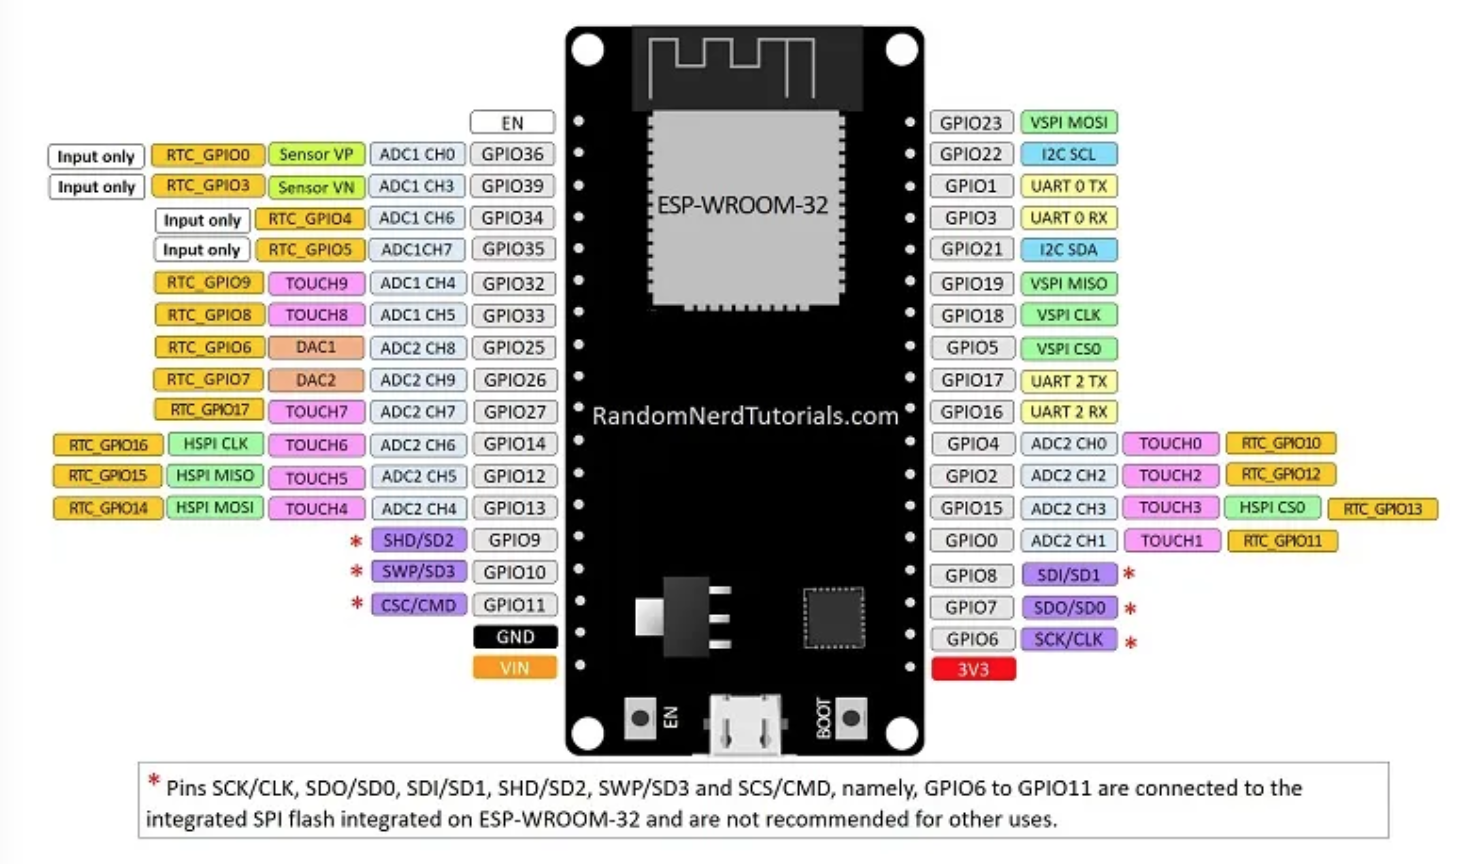 EN
GPIO23 VSPI MOSI
Input only RTC_GPIO0 Sensor VP ADC1 CH0 GPIO36
GPIO22 I2C SCL
Input only RTC_GPIO3 Sensor VN ADC1 CH3 GPIO39
GPIO1 UART 0 TX
Input only RTC_GPIO4 ADC1 CH6 GPIO34
GPIO3 UART 0 RX
Input only RTC_GPIO5 ADC1CH7 GPIO35
GPIO21 I2C SDA
RTC_GPIO9 TOUCH9 ADC1 CH4 GPIO32
GPIO19 VSPI MISO
RTC_GPIO8 TOUCH8 ADC1 CH5 GPIO33
GPIO18 VSPI CLK
RTC_GPIO6 DAC1 ADC2 CH8 GPIO25
GPIO5 VSPI CS0
RTC_GPIO7 DAC2 ADC2 CH9 GPIO26
GPIO17 UART 2 TX
RTC_GPIO17 TOUCH7 ADC2 CH7 GPIO27
GPIO16 UART 2 RX
RTC_GPIO16 HSPI CLK TOUCH6 ADC2 CH6 GPIO14
GPIO4 ADC2 CH0 TOUCH0 RTC_GPIO10
RTC_GPIO15 HSPI MISO TOUCH5 ADC2 CH5 GPIO12
GPIO2 ADC2 CH2 TOUCH2 RTC_GPIO12
RTC_GPIO14 HSPI MOSI TOUCH4 ADC2 CH4 GPIO13
GPIO15 ADC2 CH3 TOUCH3 HSPI CS0 RTC_GPIO13
* SHD/SD2 GPIO9
GPIO0 ADC2 CH1 TOUCH1 RTC_GPIO11
* SWP/SD3 GPIO10
GPIO8 SDI/SD1 *
* CSC/CMD GPIO11
GPIO7 SDO/SD0 *
GND
GPIO6 SCK/CLK *
VIN
3V3
ESP-WROOM-32
RandomNerdTutorials.com
EN
BOOT
* Pins SCK/CLK, SDO/SD0, SDI/SD1, SHD/SD2, SWP/SD3 and SCS/CMD, namely, GPIO6 to GPIO11 are connected to the
integrated SPI flash integrated on ESP-WROOM-32 and are not recommended for other uses.